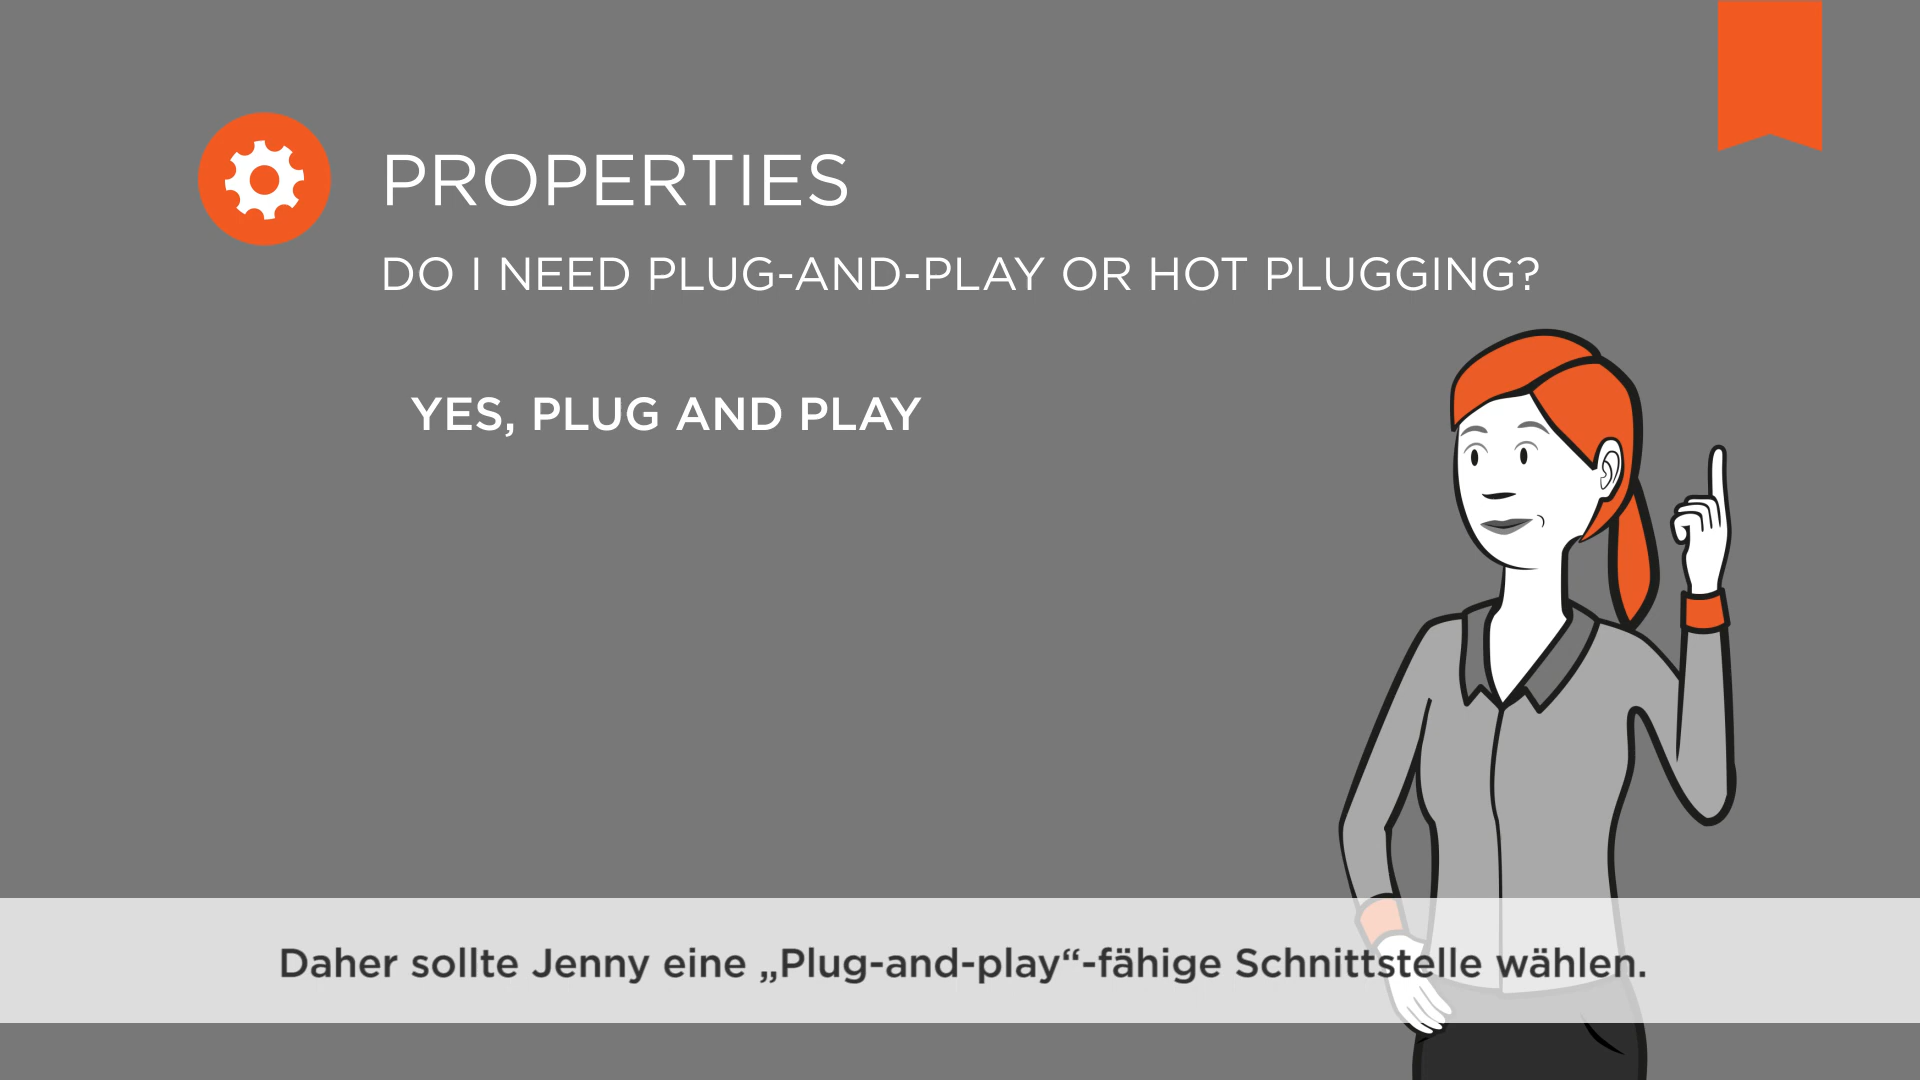 PROPERTIES
DO I NEED PLUG-AND-PLAY OR HOT PLUGGING?
YES, PLUG AND PLAY
Daher sollte Jenny eine „Plug-and-play“-fähige Schnittstelle wählen.